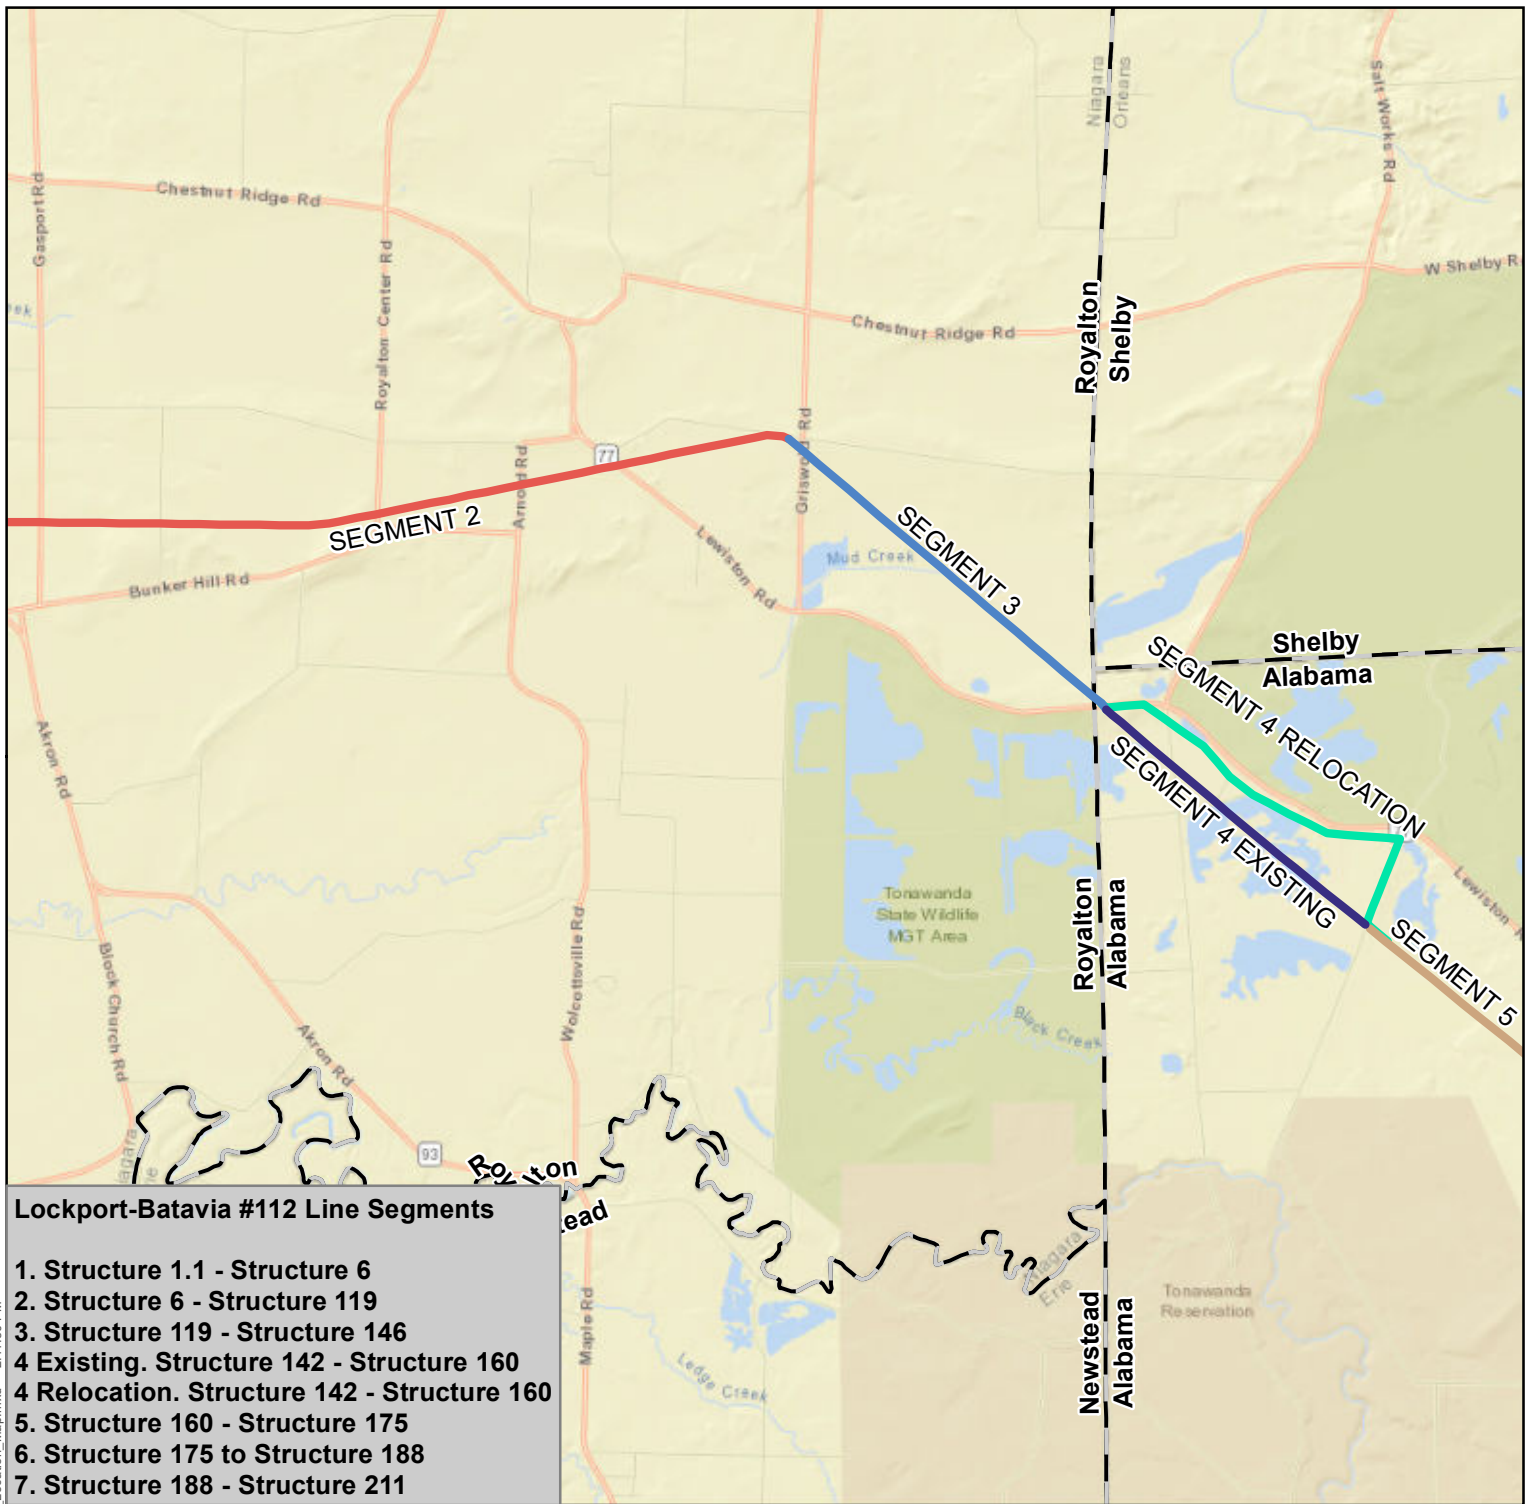 Niagara
Orleans
Salt Works Rd
Gasport Rd
Chestnut Ridge Rd
Royalton Center Rd
W Shelby R
Royalton
Shelby
Chestnut Ridge Rd
Griswold Rd
77
Arnold Rd
SEGMENT 2
SEGMENT 3
Mud Creek
Lewiston Rd
Bunker Hill Rd
Shelby
Alabama
SEGMENT 4 RELOCATION
SEGMENT 4 EXISTING
Akron Rd
Tonawanda
State Wildlife
MGT Area
Royalton
Alabama
Lewiston R
SEGMENT 5
Wolcottsville Rd
Block Church Rd
Black Creek
Akron Rd
93
Niagara
Erie
Tonawanda
Reservation
Newstead
Alabama
Maple Rd
Ledge Creek
Lockport-Batavia #112 Line Segments
1. Structure 1.1 - Structure 6
2. Structure 6 - Structure 119
3. Structure 119 - Structure 146
4 Existing. Structure 142 - Structure 160
4 Relocation. Structure 142 - Structure 160
5. Structure 160 - Structure 175
6. Structure 175 to Structure 188
7. Structure 188 - Structure 211